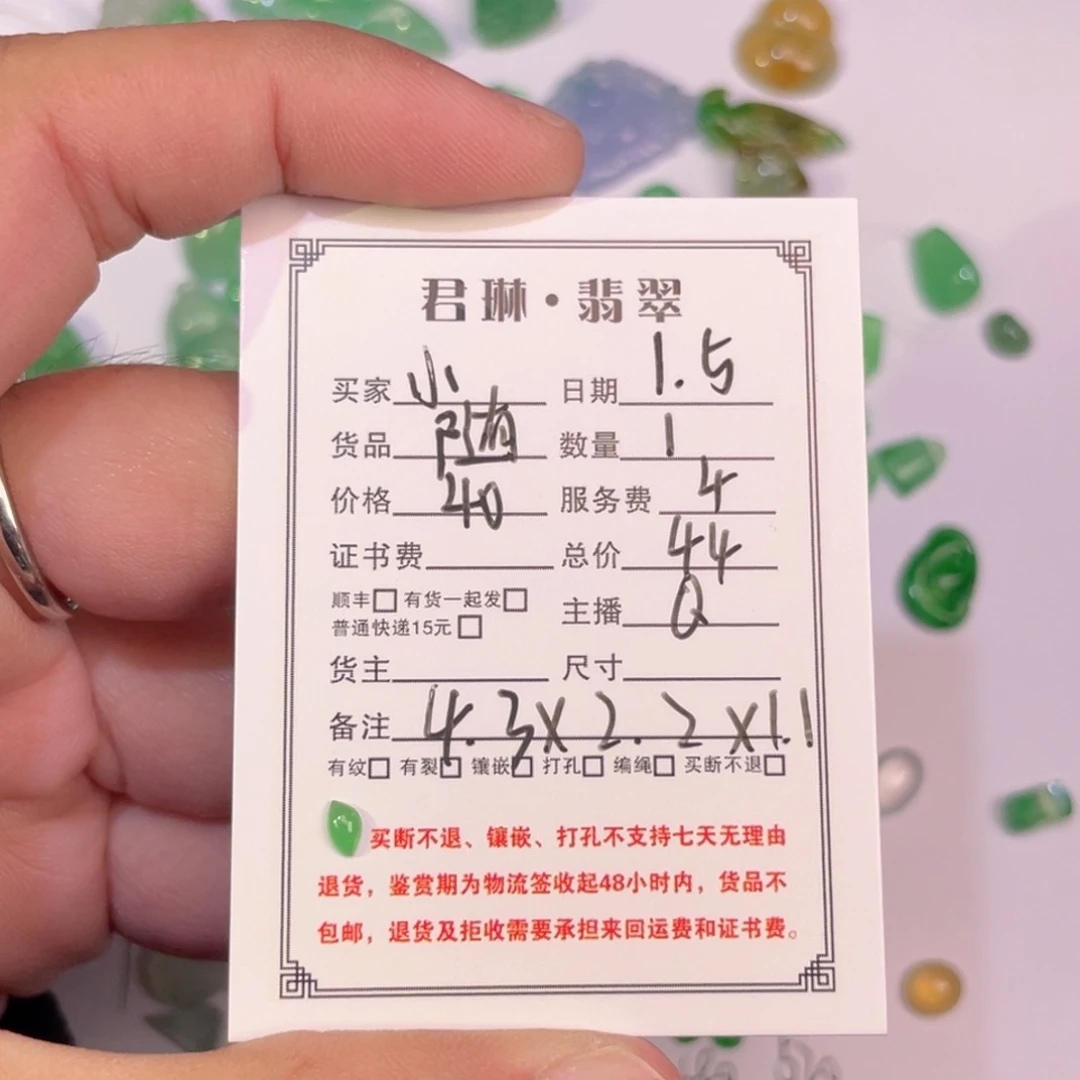 君琳·翡翠
买家 小 日期 1.5
货品 随 数量 1
价格 40 服务费 4
证书费 总价 44
顺丰□ 有货一起发□
普通快递15元 □ 主播 Q
货主 尺寸
备注 4.3×2.2×1.1
有纹□ 有裂□ 镶嵌□ 打孔□ 编绳□ 买断不退□
买断不退、镶嵌、打孔不支持七天无理由
退货，鉴赏期为物流签收起48小时内，货品不
包邮，退货及拒收需要承担来回运费和证书费。